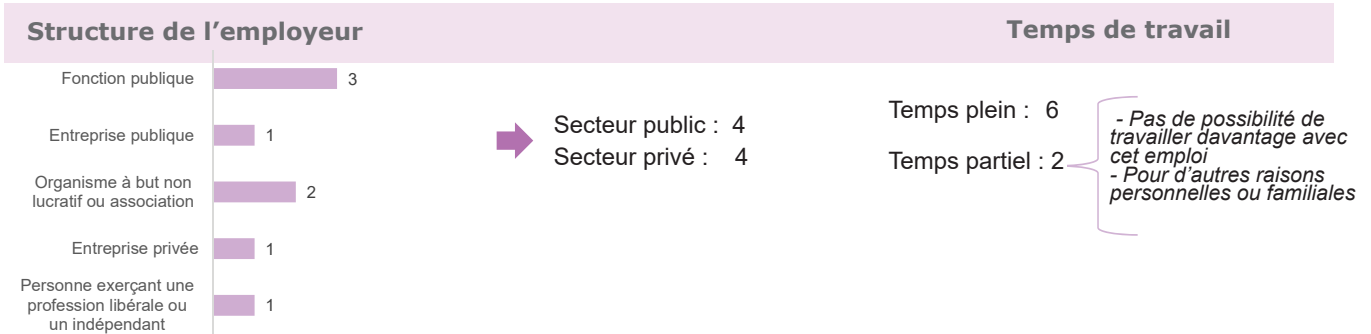 Structure de l'employeur
Fonction publique
3
Entreprise publique
1
Organisme à but non
lucratif ou association
2
Entreprise privée
1
Personne exerçant une
profession libérale ou
un indépendant
1
Secteur public : 4
Secteur privé : 4
Temps de travail
Temps plein : 6
Temps partiel : 2
- Pas de possibilité de
travailler davantage avec
cet emploi
- Pour d'autres raisons
personnelles ou familiales